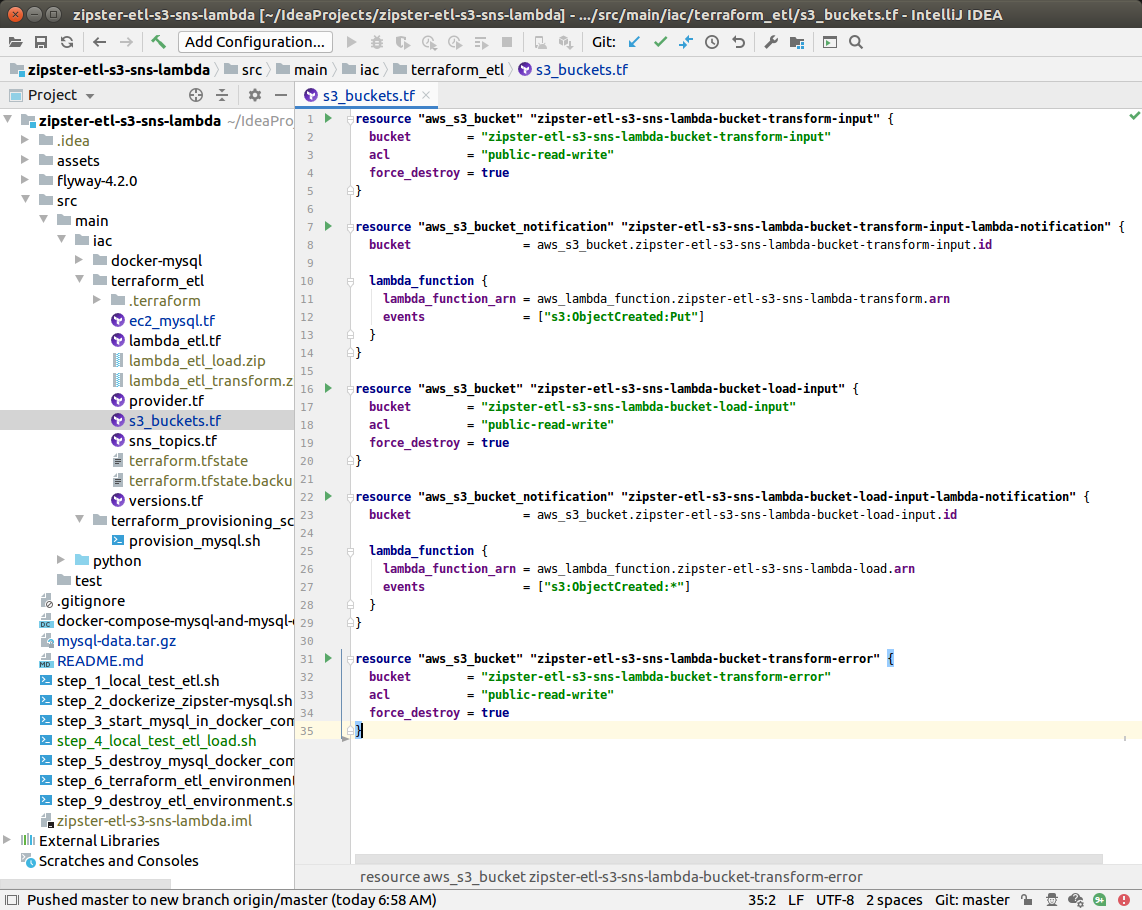 zipster-etl-s3-sns-lambda [~/IdeaProjects/zipster-etl-s3-sns-lambda] - .../src/main/iac/terraform_etl/s3_buckets.tf - IntelliJ IDEA
Add Configuration...
Git:
zipster-etl-s3-sns-lambda src main iac terraform_etl s3_buckets.tf
Project
zipster-etl-s3-sns-lambda ~/IdeaPro
.idea
assets
flyway-4.2.0
src
main
iac
docker-mysql
terraform_etl
.terraform
ec2_mysql.tf
lambda_etl.tf
lambda_etl_load.zip
lambda_etl_transform.z
provider.tf
s3_buckets.tf
sns_topics.tf
terraform.tfstate
terraform.tfstate.backu
versions.tf
terraform_provisioning_sc
provision_mysql.sh
python
test
.gitignore
docker-compose-mysql-and-mysql-
mysql-data.tar.gz
README.md
step_1_local_test_etl.sh
step_2_dockerize_zipster-mysql.sh
step_3_start_mysql_in_docker_com
step_4_local_test_etl_load.sh
step_5_destroy_mysql_docker_com
step_6_terraform_etl_environment
step_9_destroy_etl_environment.s
zipster-etl-s3-sns-lambda.iml
External Libraries
Scratches and Consoles
s3_buckets.tf
1 resource "aws_s3_bucket" "zipster-etl-s3-sns-lambda-bucket-transform-input" {
2 bucket = "zipster-etl-s3-sns-lambda-bucket-transform-input"
3 acl = "public-read-write"
4 force_destroy = true
5 }
6
7 resource "aws_s3_bucket_notification" "zipster-etl-s3-sns-lambda-bucket-transform-input-lambda-notification" {
8 bucket = aws_s3_bucket.zipster-etl-s3-sns-lambda-bucket-transform-input.id
9
10 lambda_function {
11 lambda_function_arn = aws_lambda_function.zipster-etl-s3-sns-lambda-transform.arn
12 events = ["s3:ObjectCreated:Put"]
13 }
14 }
15
16 resource "aws_s3_bucket" "zipster-etl-s3-sns-lambda-bucket-load-input" {
17 bucket = "zipster-etl-s3-sns-lambda-bucket-load-input"
18 acl = "public-read-write"
19 force_destroy = true
20 }
21
22 resource "aws_s3_bucket_notification" "zipster-etl-s3-sns-lambda-bucket-load-input-lambda-notification" {
23 bucket = aws_s3_bucket.zipster-etl-s3-sns-lambda-bucket-load-input.id
24
25 lambda_function {
26 lambda_function_arn = aws_lambda_function.zipster-etl-s3-sns-lambda-load.arn
27 events = ["s3:ObjectCreated:*"]
28 }
29 }
30
31 resource "aws_s3_bucket" "zipster-etl-s3-sns-lambda-bucket-transform-error" {
32 bucket = "zipster-etl-s3-sns-lambda-bucket-transform-error"
33 acl = "public-read-write"
34 force_destroy = true
35 }
resource aws_s3_bucket zipster-etl-s3-sns-lambda-bucket-transform-error
Pushed master to new branch origin/master (today 6:58 AM) 35:2 LF UTF-8 2 spaces Git: master 9+